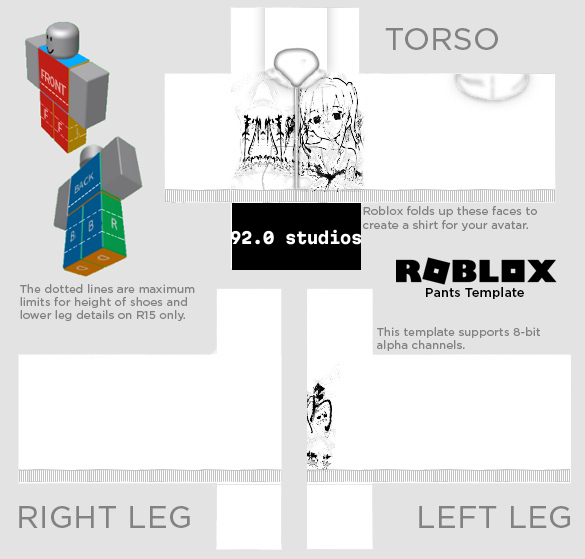 TORSO
FRONT
F F L
BACK
B B R
92.0 studios
Roblox folds up these faces to
create a shirt for your avatar.
ROBLOX
Pants Template
The dotted lines are maximum
limits for height of shoes and
lower leg details on R15 only.
This template supports 8-bit
alpha channels.
RIGHT LEG
LEFT LEG